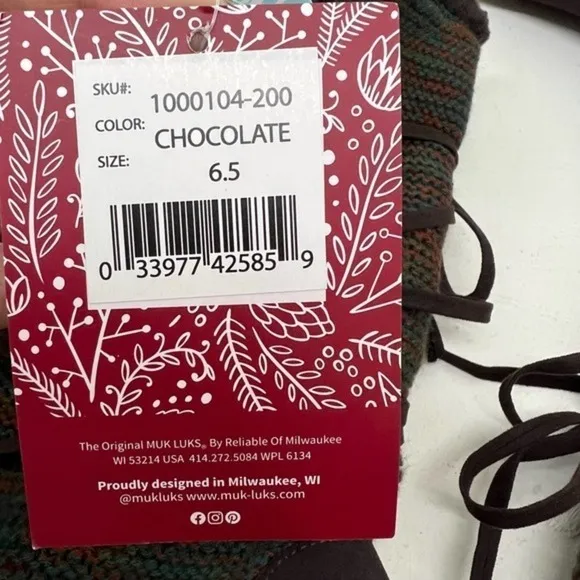 SKU#: 1000104-200
COLOR: CHOCOLATE
SIZE: 6.5
0 33977 42585 9
The Original MUK LUKS® By Reliable Of Milwaukee
WI 53214 USA 414.272.5084 WPL 6134
Proudly designed in Milwaukee, WI
@mukluks www.muk-luks.com